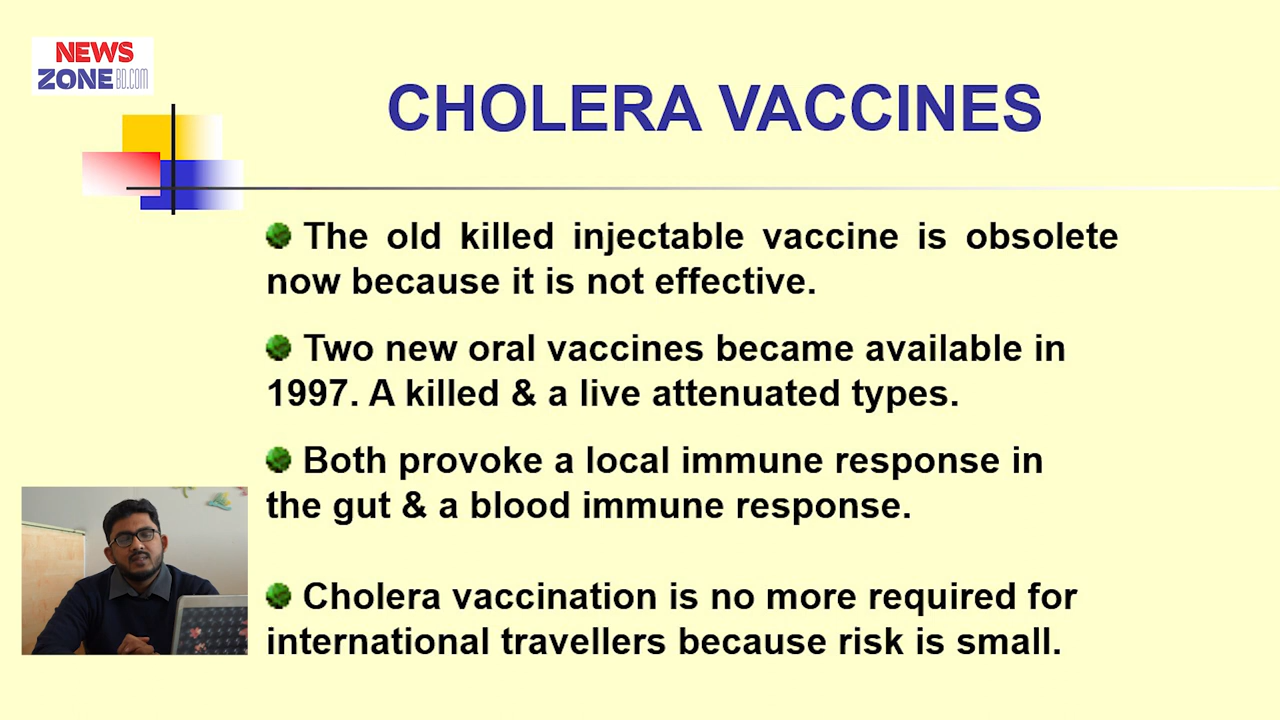 NEWS
ZONE BD.COM
CHOLERA VACCINES
The old killed injectable vaccine is obsolete
now because it is not effective.
Two new oral vaccines became available in
1997. A killed & a live attenuated types.
Both provoke a local immune response in
the gut & a blood immune response.
Cholera vaccination is no more required for
international travellers because risk is small.